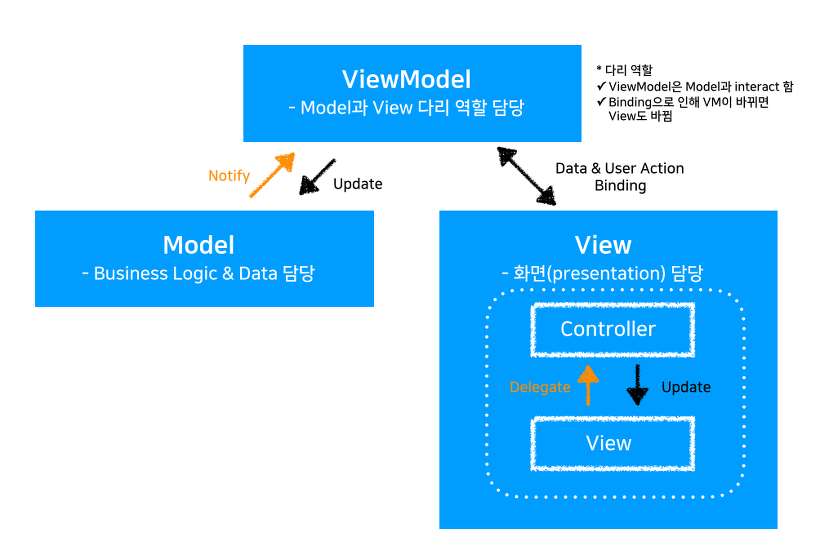 ViewModel
- Model과 View 다리 역할 담당
* 다리 역할
✓ ViewModel은 Model과 interact 함
✓ Binding으로 인해 VM이 바뀌면
View도 바뀜
Notify
Update
Data & User Action
Binding
Model
- Business Logic & Data 담당
View
- 화면(presentation) 담당
Controller
Delegate
Update
View